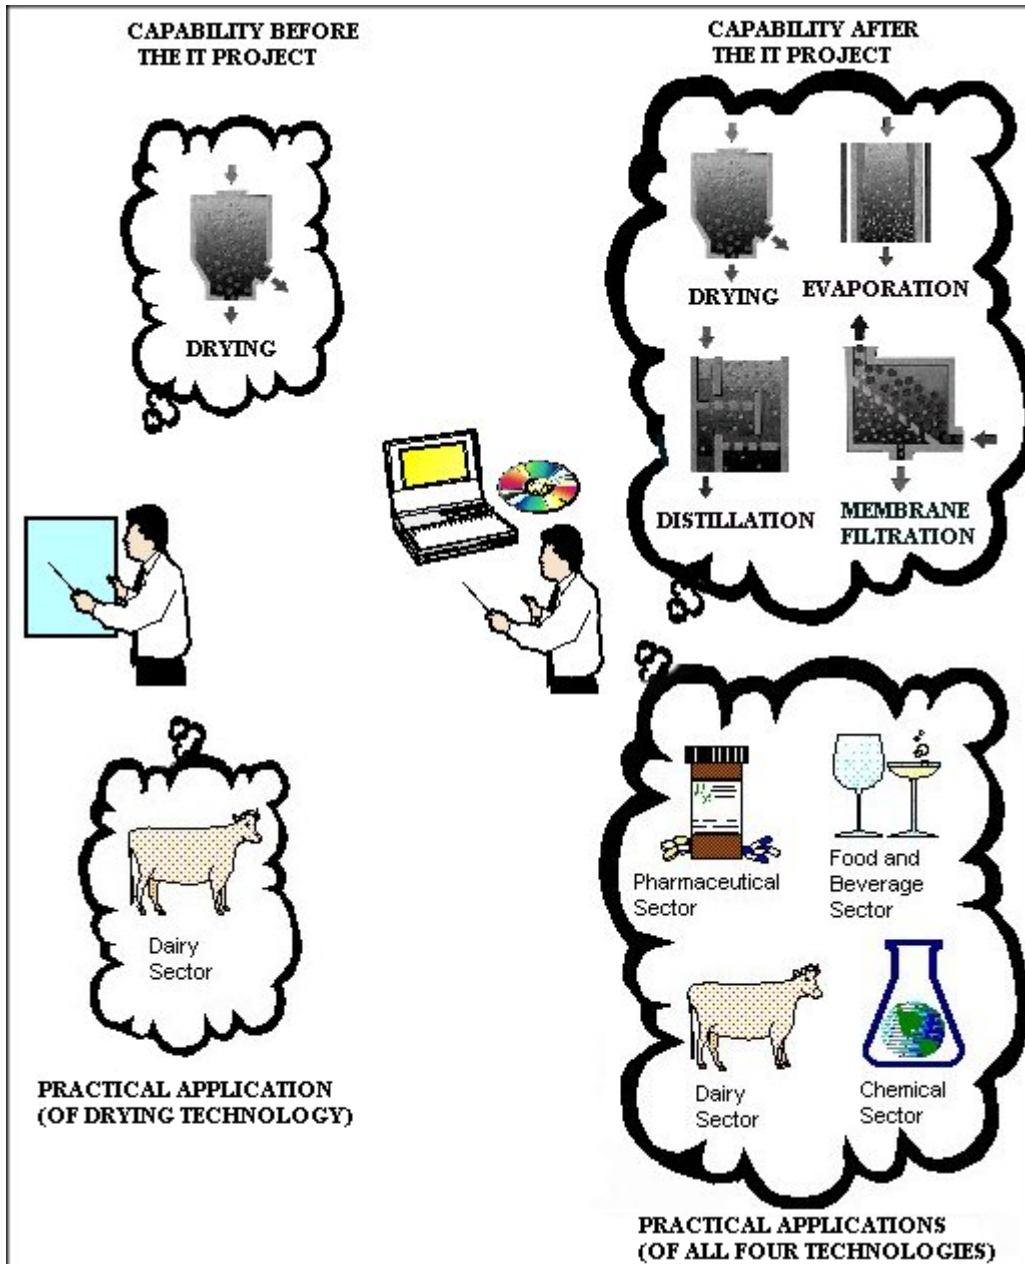 CAPABILITY BEFORE
THE IT PROJECT
DRYING
Dairy
Sector
PRACTICAL APPLICATION
(OF DRYING TECHNOLOGY)
CAPABILITY AFTER
THE IT PROJECT
DRYING
EVAPORATION
DISTILLATION
MEMBRANE
FILTRATION
Pharmaceutical
Sector
Food and
Beverage
Sector
Dairy
Sector
Chemical
Sector
PRACTICAL APPLICATIONS
(OF ALL FOUR TECHNOLOGIES)